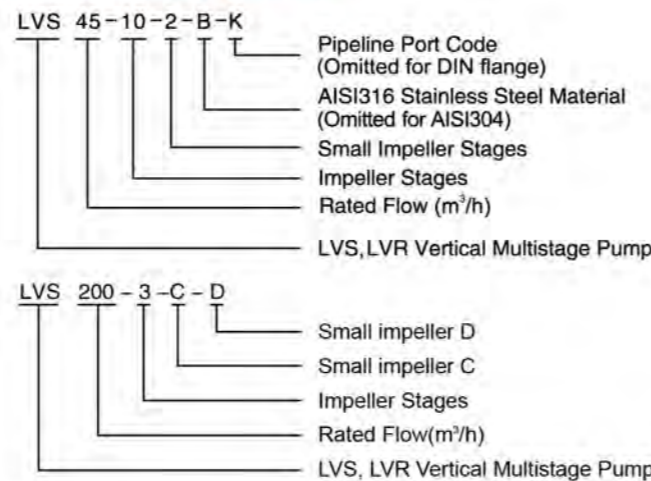 LVS 45-10-2-B-K
Pipeline Port Code
(Omitted for DIN flange)
AISI316 Stainless Steel Material
(Omitted for AISI304)
Small Impeller Stages
Impeller Stages
Rated Flow (m³/h)
LVS,LVR Vertical Multistage Pump
LVS 200-3-C-D
Small impeller D
Small impeller C
Impeller Stages
Rated Flow(m³/h)
LVS, LVR Vertical Multistage Pump